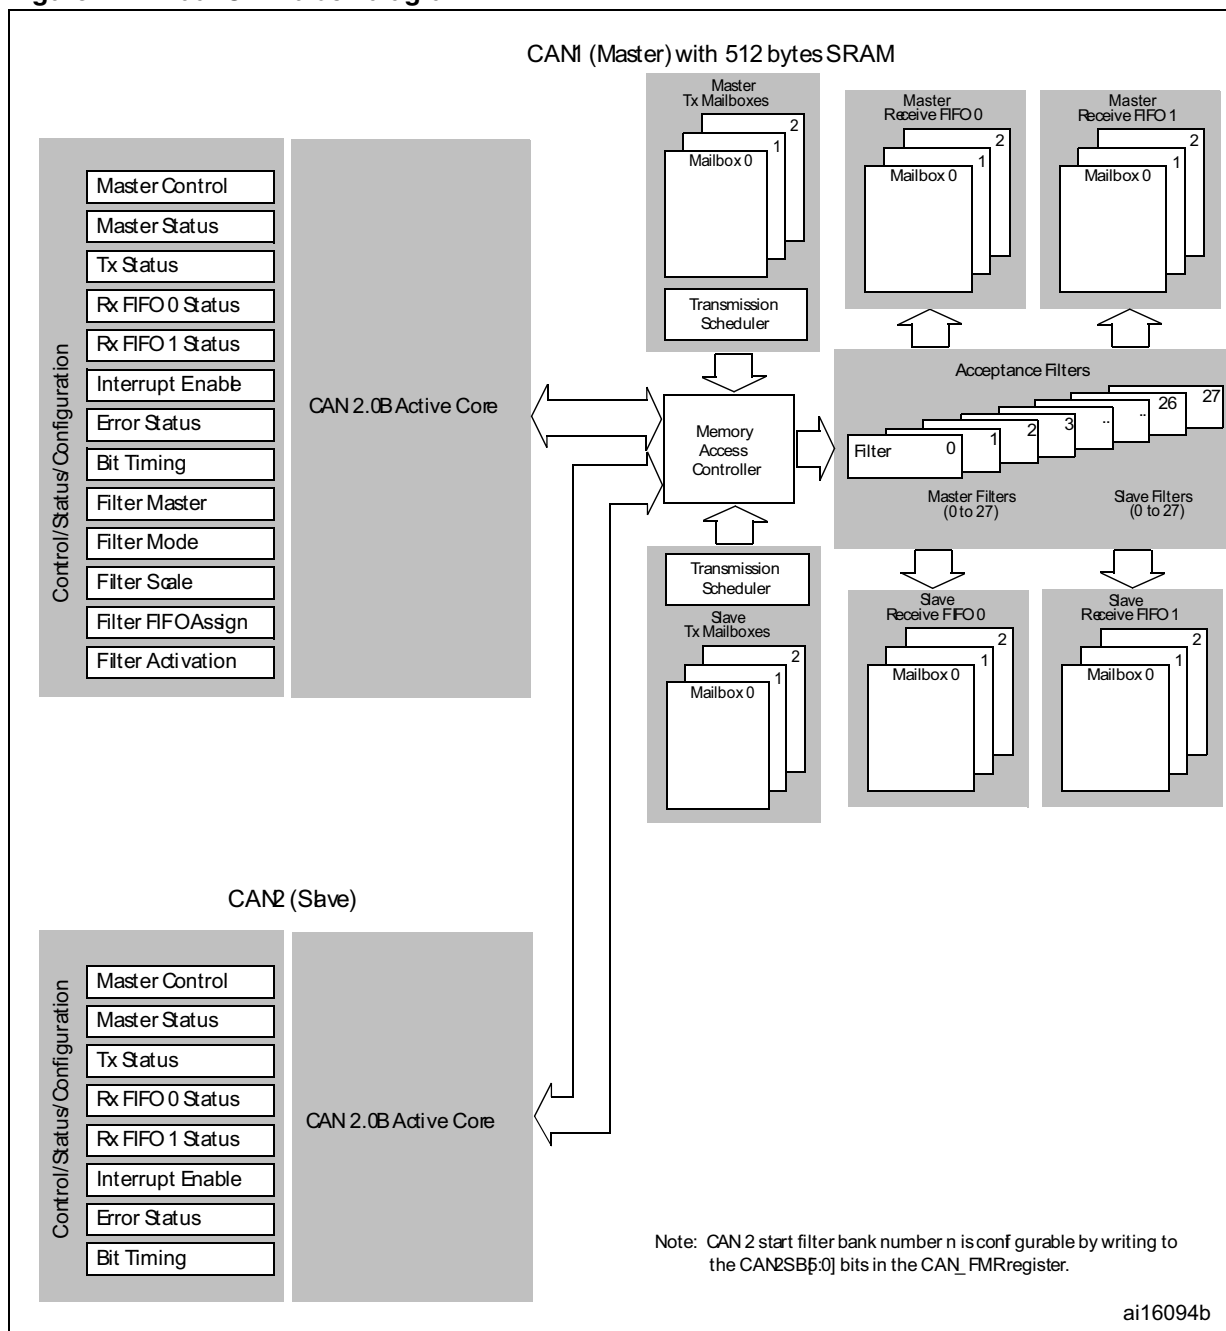 CAN1 (Master) with 512 bytes SRAM
Master
Tx Mailboxes
2
1
Mailbox 0
Transmission
Scheduler
Master
Receive FIFO 0
2
1
Mailbox 0
Master
Receive FIFO 1
2
1
Mailbox 0
Control/Status/Configuration
Master Control
Master Status
Tx Status
Rx FIFO 0 Status
Rx FIFO 1 Status
Interrupt Enable
Error Status
Bit Timing
Filter Master
Filter Mode
Filter Scale
Filter FIFO Assign
Filter Activation
CAN 2.0B Active Core
Memory
Access
Controller
Acceptance Filters
Filter 0
1
2
3
..
..
26
27
Master Filters
(0 to 27)
Slave Filters
(0 to 27)
Transmission
Scheduler
Slave
Tx Mailboxes
2
1
Mailbox 0
Slave
Receive FIFO 0
2
1
Mailbox 0
Slave
Receive FIFO 1
2
1
Mailbox 0
CAN2 (Slave)
Control/Status/Configuration
Master Control
Master Status
Tx Status
Rx FIFO 0 Status
Rx FIFO 1 Status
Interrupt Enable
Error Status
Bit Timing
CAN 2.0B Active Core
Note: CAN 2 start filter bank number n is configurable by writing to
the CAN2SB[5:0] bits in the CAN_FMR register.
ai16094b